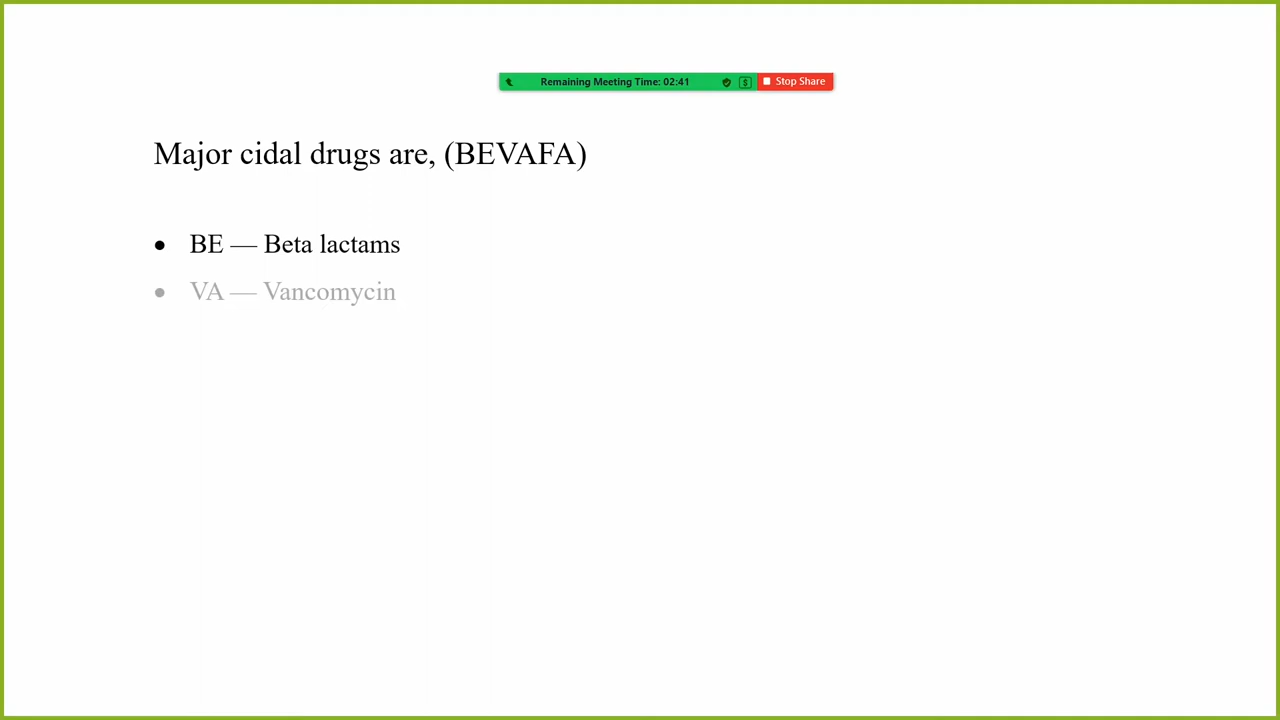 Remaining Meeting Time: 02:41 $ Stop Share
Major cidal drugs are, (BEVAFA)
• BE — Beta lactams
• VA — Vancomycin